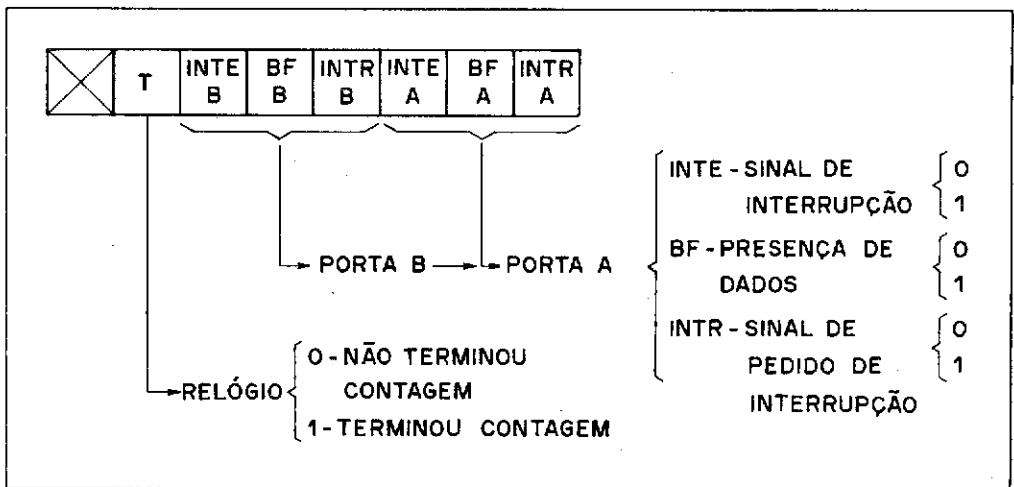 T
INTE B
BF B
INTR B
INTE A
BF A
INTR A
INTE - SINAL DE
INTERRUPÇÃO
0
1
PORTA B
PORTA A
BF - PRESENÇA DE
DADOS
0
1
INTR - SINAL DE
PEDIDO DE
INTERRUPÇÃO
0
1
RELÓGIO
0 - NÃO TERMINOU
CONTAGEM
1 - TERMINOU CONTAGEM